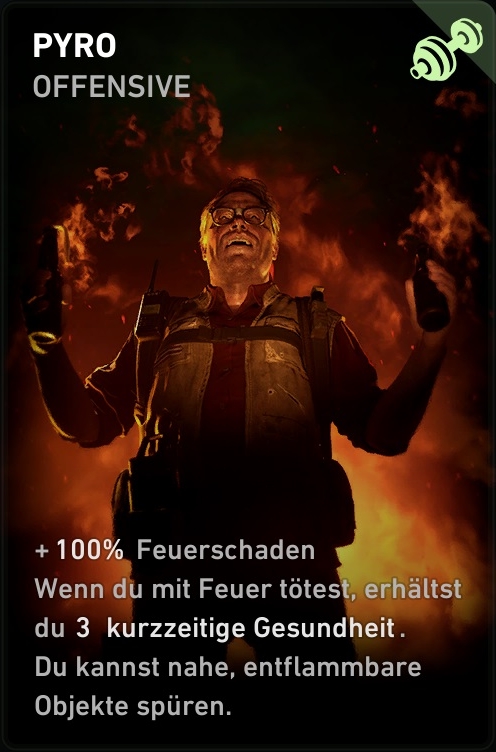 PYRO
OFFENSIVE
+100% Feuerschaden
Wenn du mit Feuer tötest, erhältst
du 3 kurzzeitige Gesundheit.
Du kannst nahe, entflammbare
Objekte spüren.